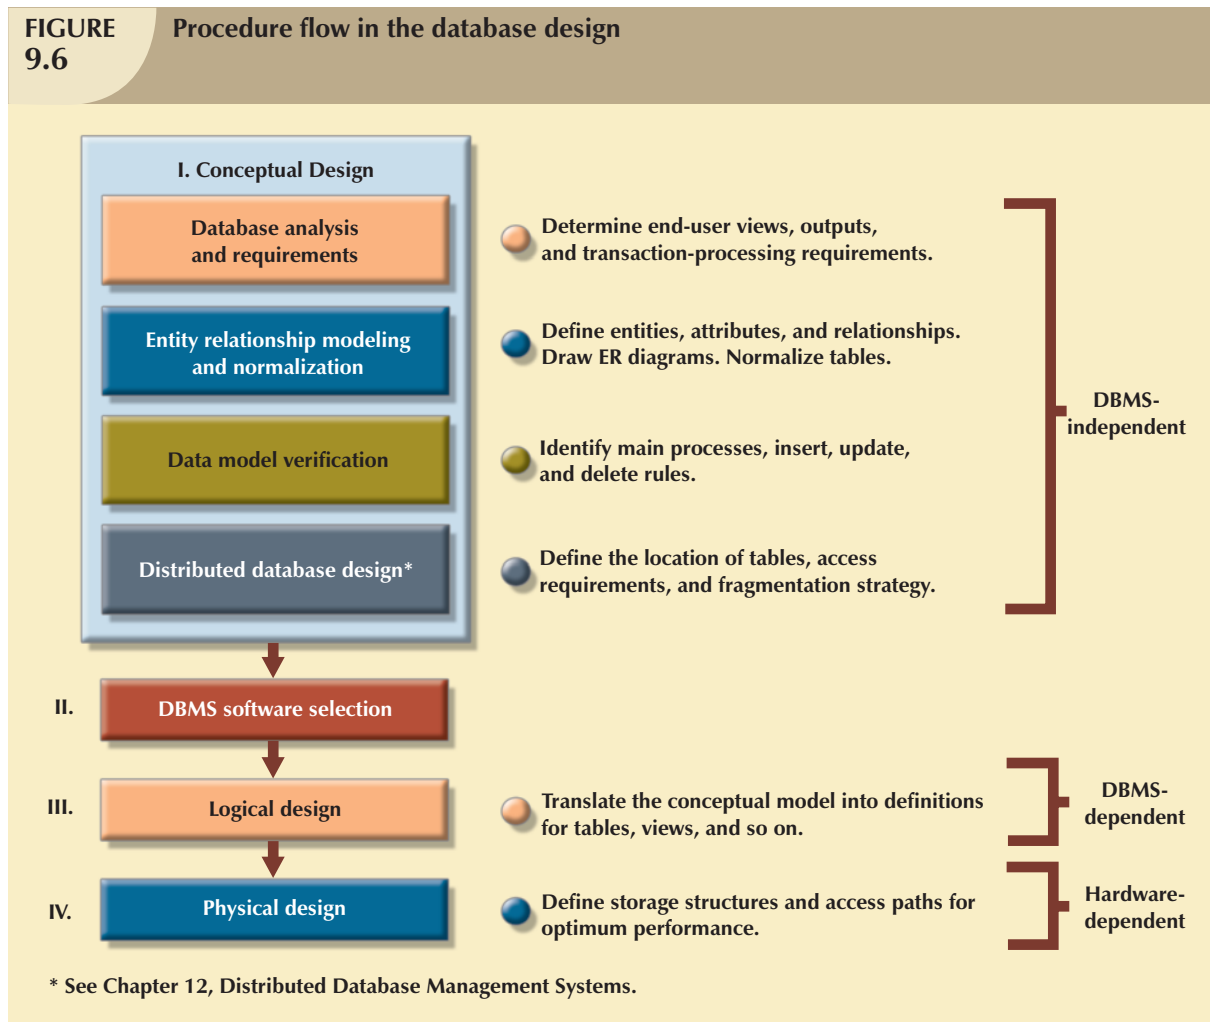 FIGURE
9.6
Procedure flow in the database design
I. Conceptual Design
Database analysis
and requirements
Determine end-user views, outputs,
and transaction-processing requirements.
Entity relationship modeling
and normalization
Define entities, attributes, and relationships.
Draw ER diagrams. Normalize tables.
Data model verification
Identify main processes, insert, update,
and delete rules.
Distributed database design*
Define the location of tables, access
requirements, and fragmentation strategy.
DBMS-
independent
II.
DBMS software selection
III.
Logical design
Translate the conceptual model into definitions
for tables, views, and so on.
DBMS-
dependent
IV.
Physical design
Define storage structures and access paths for
optimum performance.
Hardware-
dependent
* See Chapter 12, Distributed Database Management Systems.